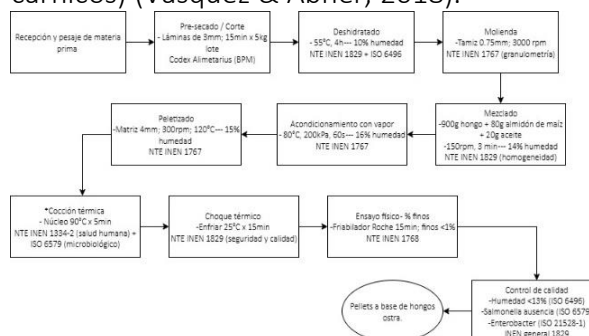 cárnicos) (Vásquez & Abner, 2018).
Recepción y pesaje de materia
prima
Pre-secado / Corte
- Láminas de 3mm; 15min x 5kg
lote
Codex Alimetarius (BPM)
Deshidratado
- 55°C, 4h--- 10% humedad
NTE INEN 1829 + ISO 6496
Molienda
-Tamiz 0.75mm; 3000 rpm
NTE INEN 1767 (granulometría)
Peletizado
- Matriz 4mm; 300rpm; 120°C--- 15%
humedad
NTE INEN 1767
Acondicionamiento con vapor
- 80°C, 200kPa, 60s--- 16% humedad
NTE INEN 1767
Mezclado
-900g hongo + 80g almidón de maíz
+ 20g aceite
-150rpm, 3 min--- 14% humedad
NTE INEN 1829 (homogeneidad)
*Cocción térmica
- Núcleo 90°C x 5min
NTE INEN 1334-2 (salud humana) +
ISO 6579 (microbiológico)
Choque térmico
- Enfriar 25°C x 15min
NTE INEN 1829 (seguridad y calidad)
Ensayo físico- % finos
- Friabilador Roche 15min; finos <1%
NTE INEN 1768
Control de calidad
-Humedad <13% (ISO 6496)
-Salmonella ausencia (ISO 6579)
-Enterobacter (ISO 21528-1)
INEN general 1829
Pellets a base de hongos
ostra.